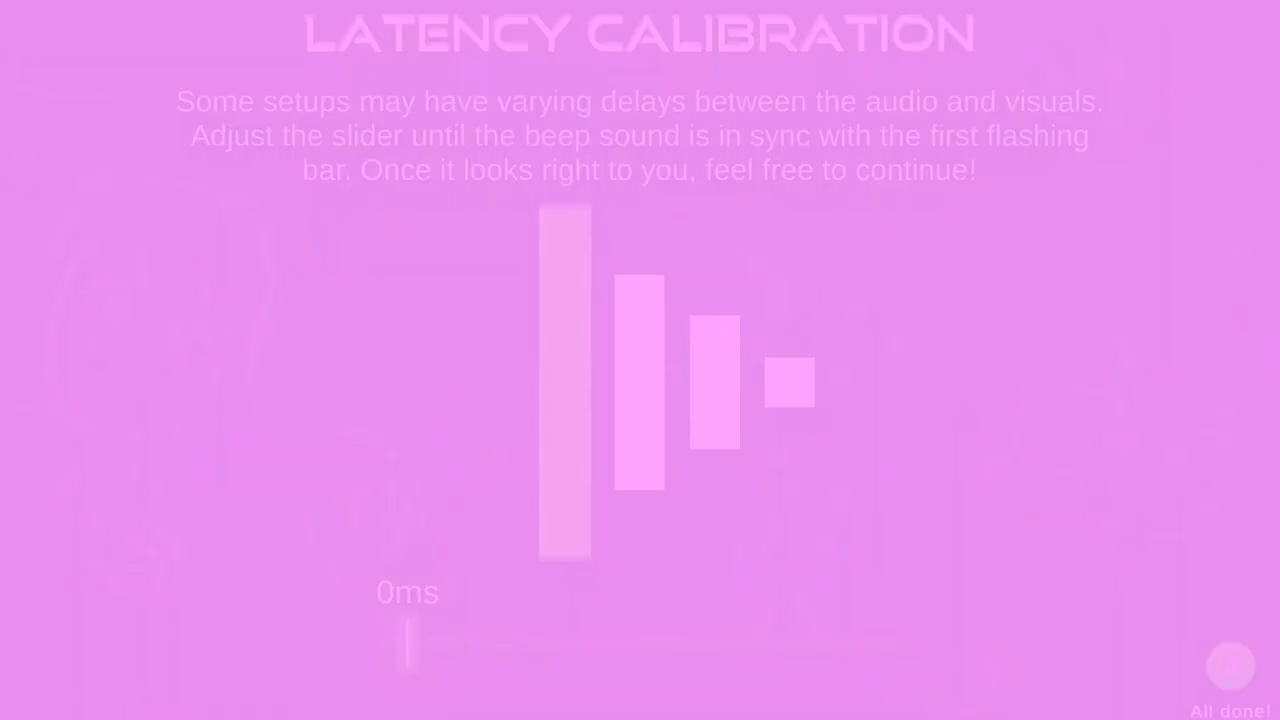 LATENCY CALIBRATION
Some setups may have varying delays between the audio and visuals.
Adjust the slider until the beep sound is in sync with the first flashing
bar. Once it looks right to you, feel free to continue!
0ms
All done!